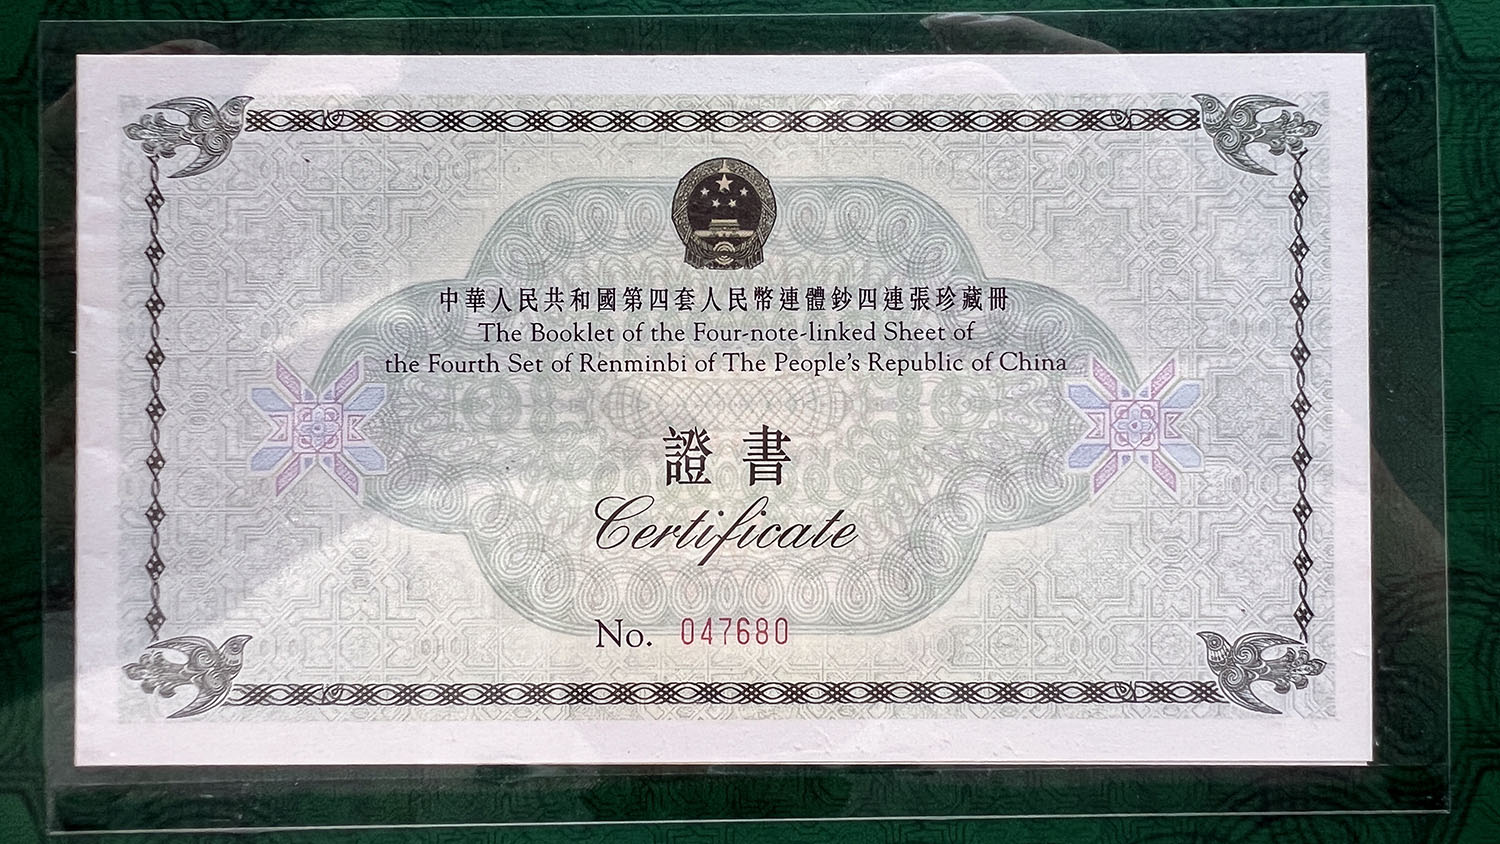 中華人民共和國第四套人民幣連體鈔四連張珍藏冊
The Booklet of the Four-note-linked Sheet of
the Fourth Set of Renminbi of The People's Republic of China
證書
Certificate
No. 047680